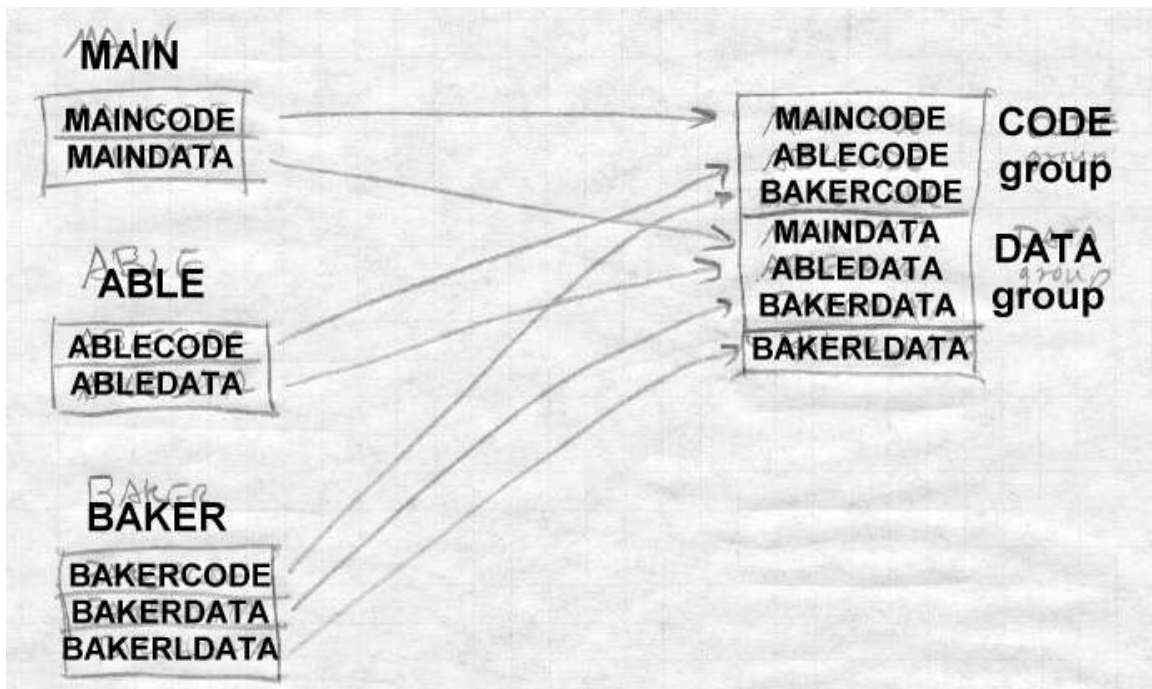 MAIN
MAINCODE
MAINDATA
ABLE
ABLECODE
ABLEDATA
BAKER
BAKERCODE
BAKERDATA
BAKERLDATA
MAINCODE
ABLECODE
BAKERCODE
MAINDATA
ABLEDATA
BAKERDATA
BAKERLDATA
CODE
group
DATA
group